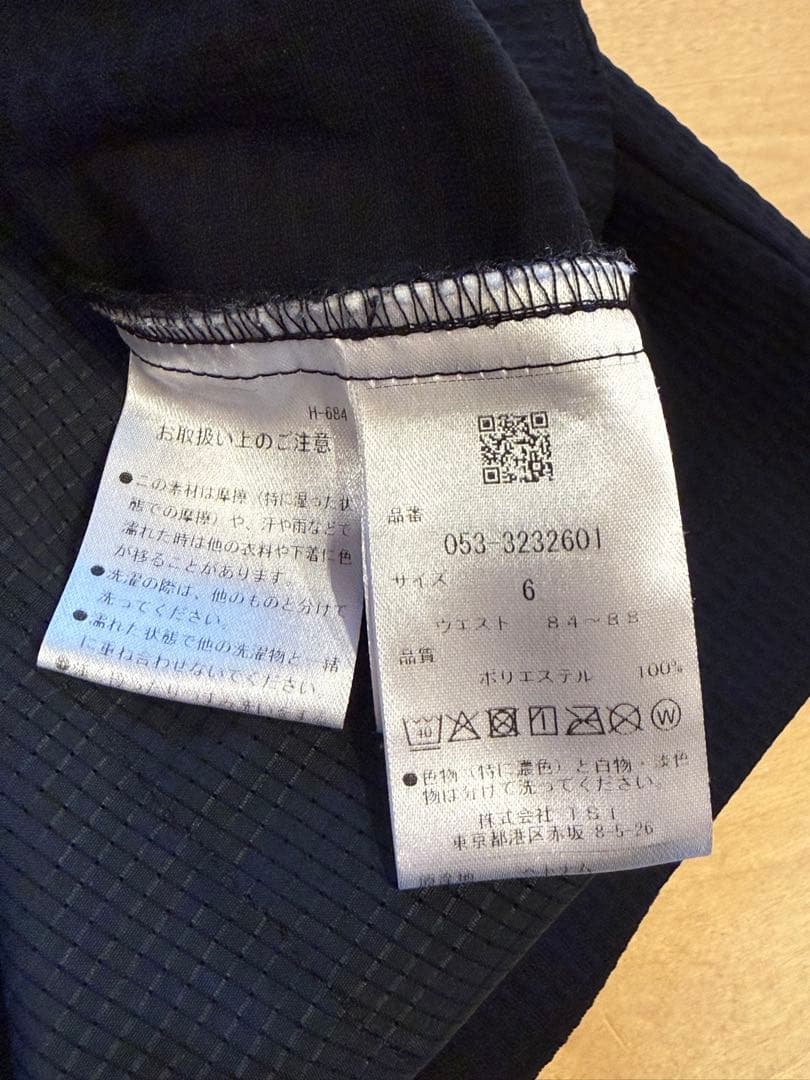 H-684
お取扱い上のご注意
●この素材は摩擦(特に湿った状
態での摩擦)や、汗や雨などで
濡れた時は他の衣料や下着に色
が移ることがあります。
●洗濯の際は、他のものと分けて
洗ってください。
●濡れた状態で他の洗濯物と一緒
に重ね合わせないでください
品番
053-3232601
サイズ
6
ウエスト 84〜88
品質
ポリエステル 100%
40
W
●色物(特に濃色)と白物・淡色
物は分けて洗ってください。
株式会社 TSI
東京都港区赤坂 8-5-26